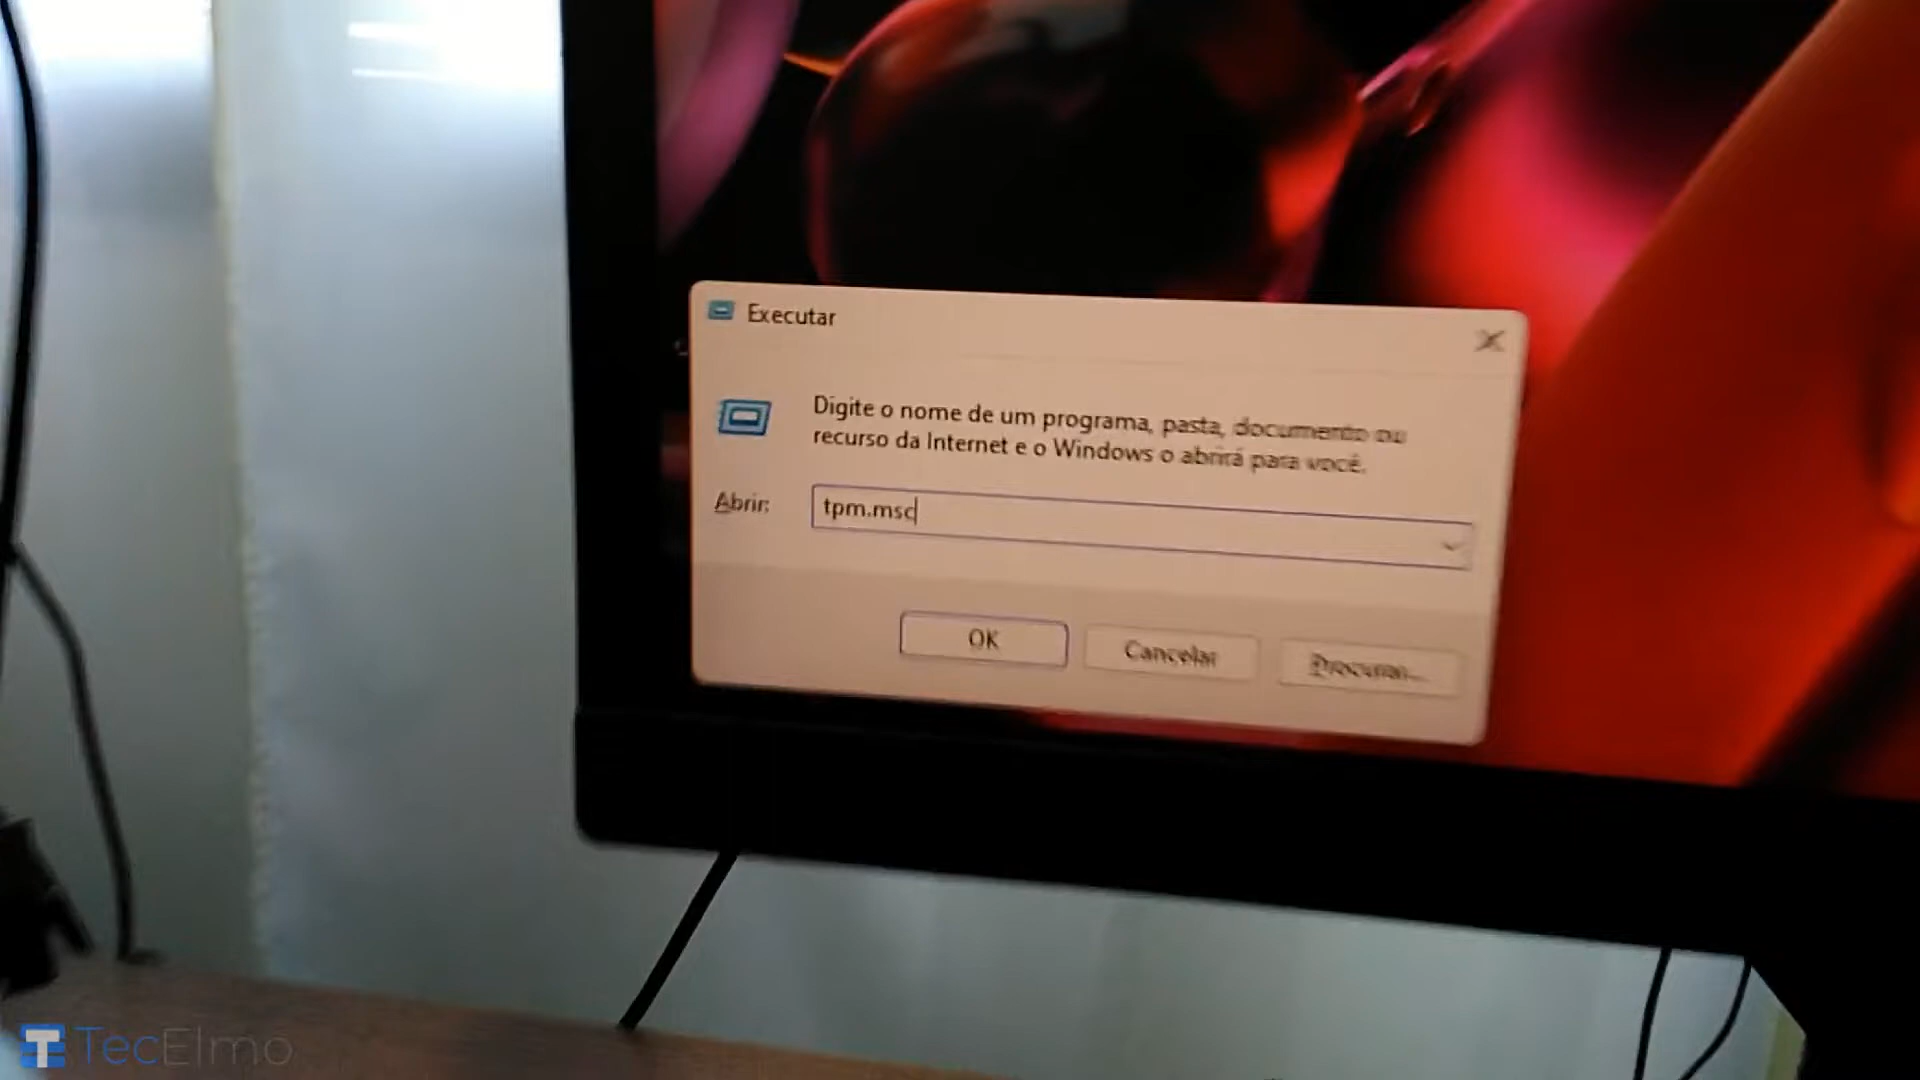 Executar
Digite o nome de um programa, pasta, documento ou
recurso da Internet e o Windows o abrirá para você.
Abrir:
tpm.msc
OK
Cancelar
Procurar...
TecElmo